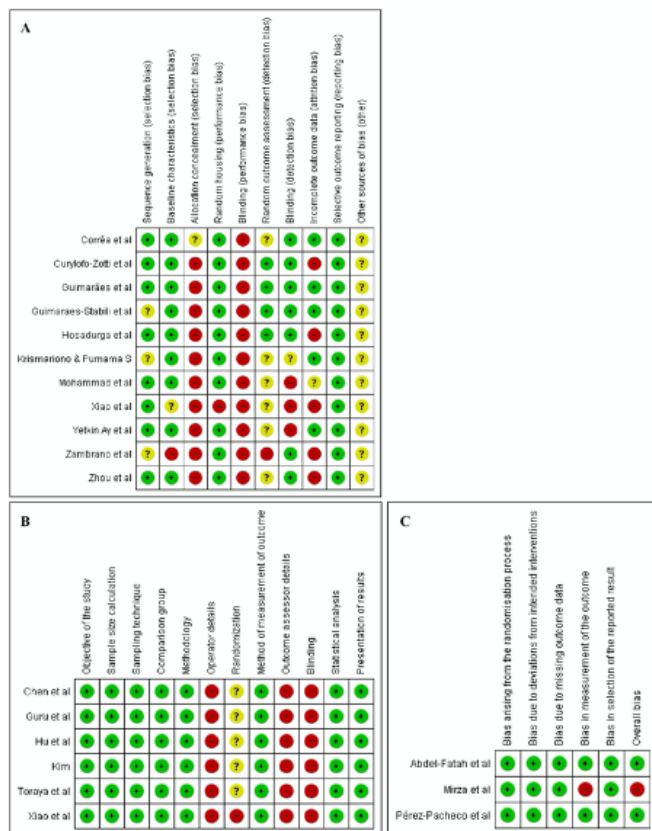 A
Sequence generation (selection bias)
Baseline characteristics (selection bias)
Allocation concealment (selection bias)
Random housing (performance bias)
Blinding (performance bias)
Random outcome assessment (detection bias)
Blinding (detection bias)
Incomplete outcome data (attrition bias)
Selective outcome reporting (reporting bias)
Other sources of bias (other)
Corrêa et al + + ? + - ? + + + ?
Curylofo-Zotti et al + + - + - + + - + ?
Guimarães et al + + - + - + + + + ?
Guimaraes-Stabili et al ? + - + - + + + + ?
Hosadurga et al + + - + - + + - + ?
Krismariono & Purnama S ? + - + - ? ? + + ?
Mohammad et al + + - + - ? - ? + ?
Xiao et al + ? - - - ? - - + ?
Yetkin Ay et al + + - + - ? - + + ?
Zambrano et al ? - - + - - + - + ?
Zhou et al + + - + - ? + - + ?
B
Objective of the study
Sample size calculation
Sampling technique
Comparison group
Methodology
Operator details
Randomization
Method of measurement of outcome
Outcome assessor details
Blinding
Statistical analysis
Presentation of results
Chen et al + + + + + - ? + - - + +
Guru et al + + + + + - ? + - - + +
Hu et al + + + + + - ? + - - + +
Kim + + + + + - ? + - - + +
Toraya et al + + + + + - ? + - - + +
Xiao et al + + + + + - - + - - + +
C
Bias arising from the randomisation process
Bias due to deviations from intended interventions
Bias due to missing outcome data
Bias in measurement of the outcome
Bias in selection of the reported result
Overall bias
Abdel-Fatah et al + + + + + +
Mirza et al + + + - + -
Pérez-Pacheco et al + + + + + +